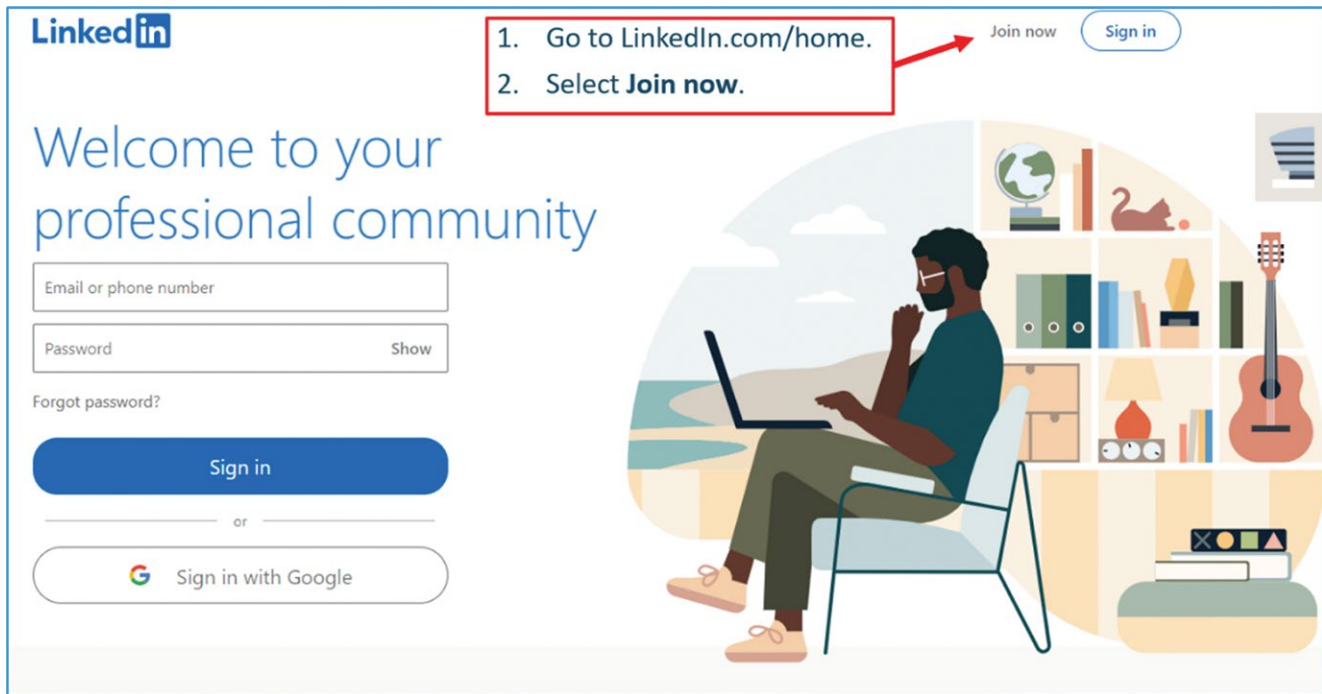 LinkedIn
1. Go to LinkedIn.com/home.
2. Select Join now.
Join now
Sign in
Welcome to your
professional community
Email or phone number
Password Show
Forgot password?
Sign in
or
Sign in with Google